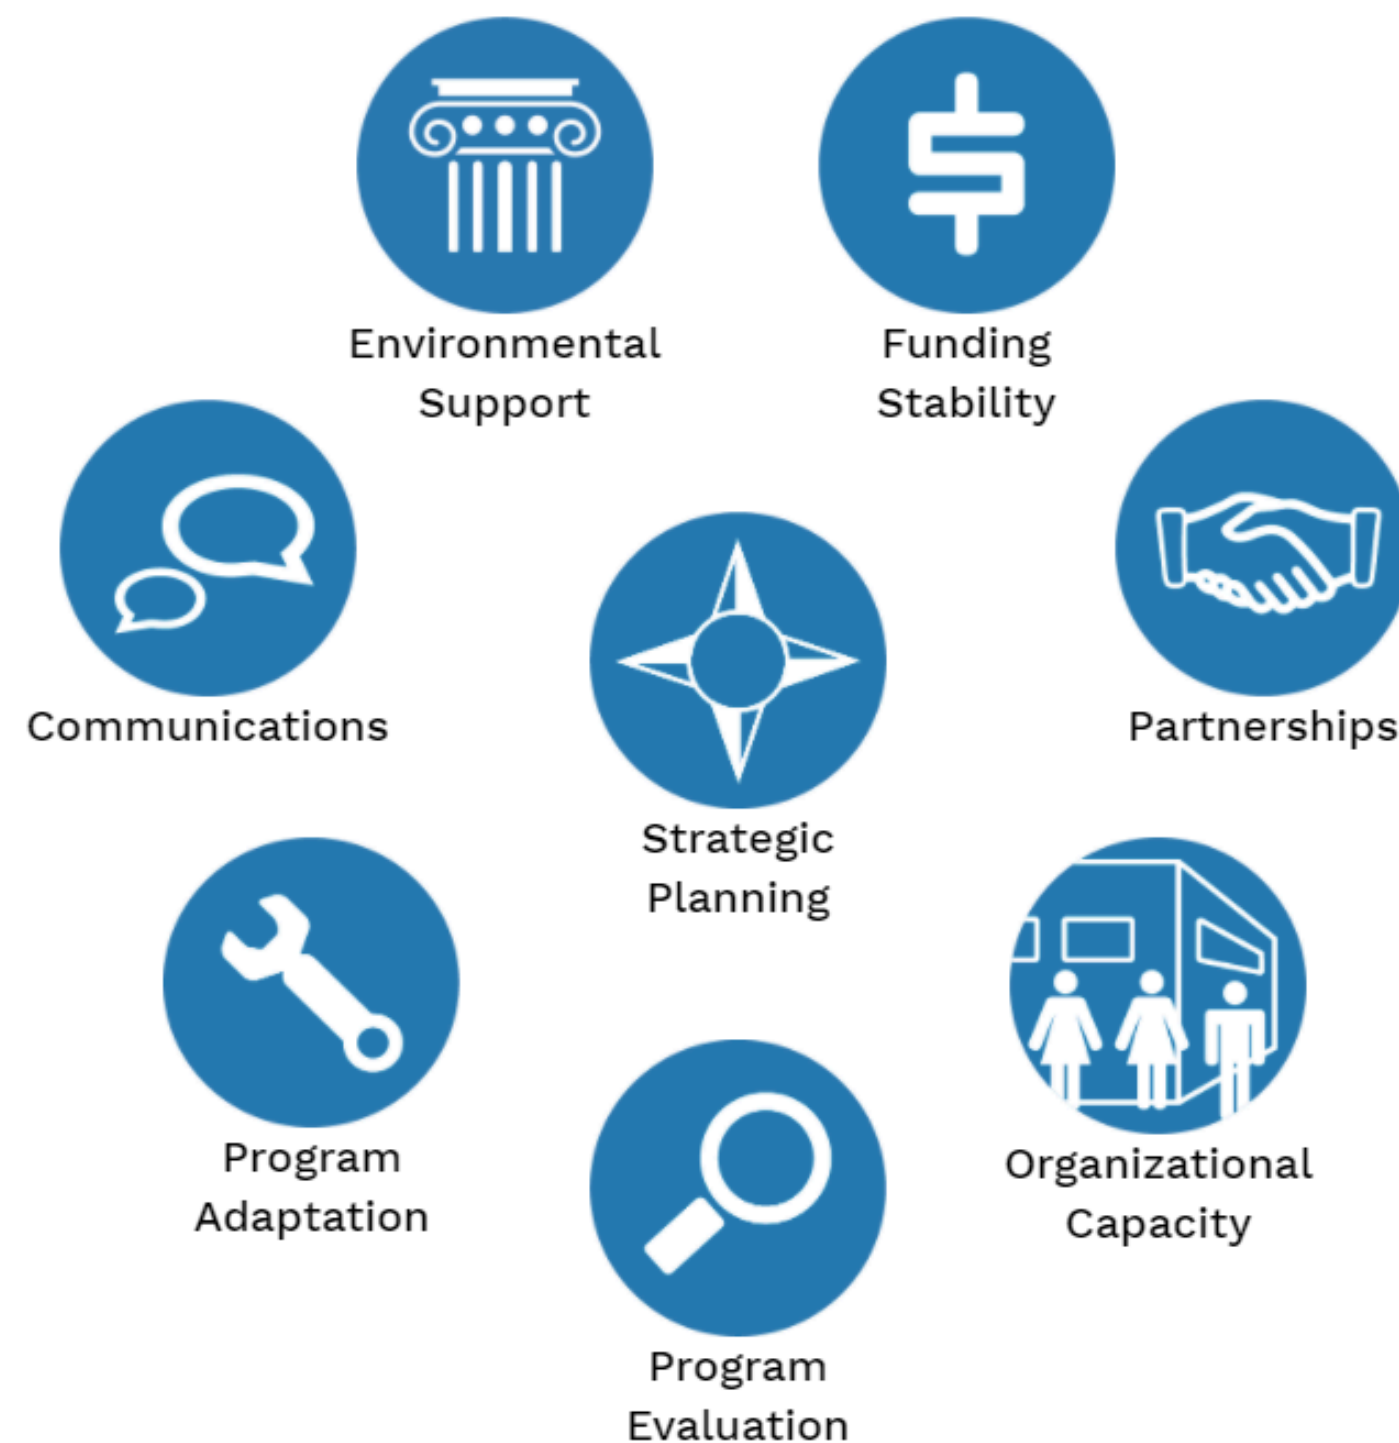 Environmental
Support
Funding
Stability
Communications
Partnerships
Strategic
Planning
Program
Adaptation
Organizational
Capacity
Program
Evaluation